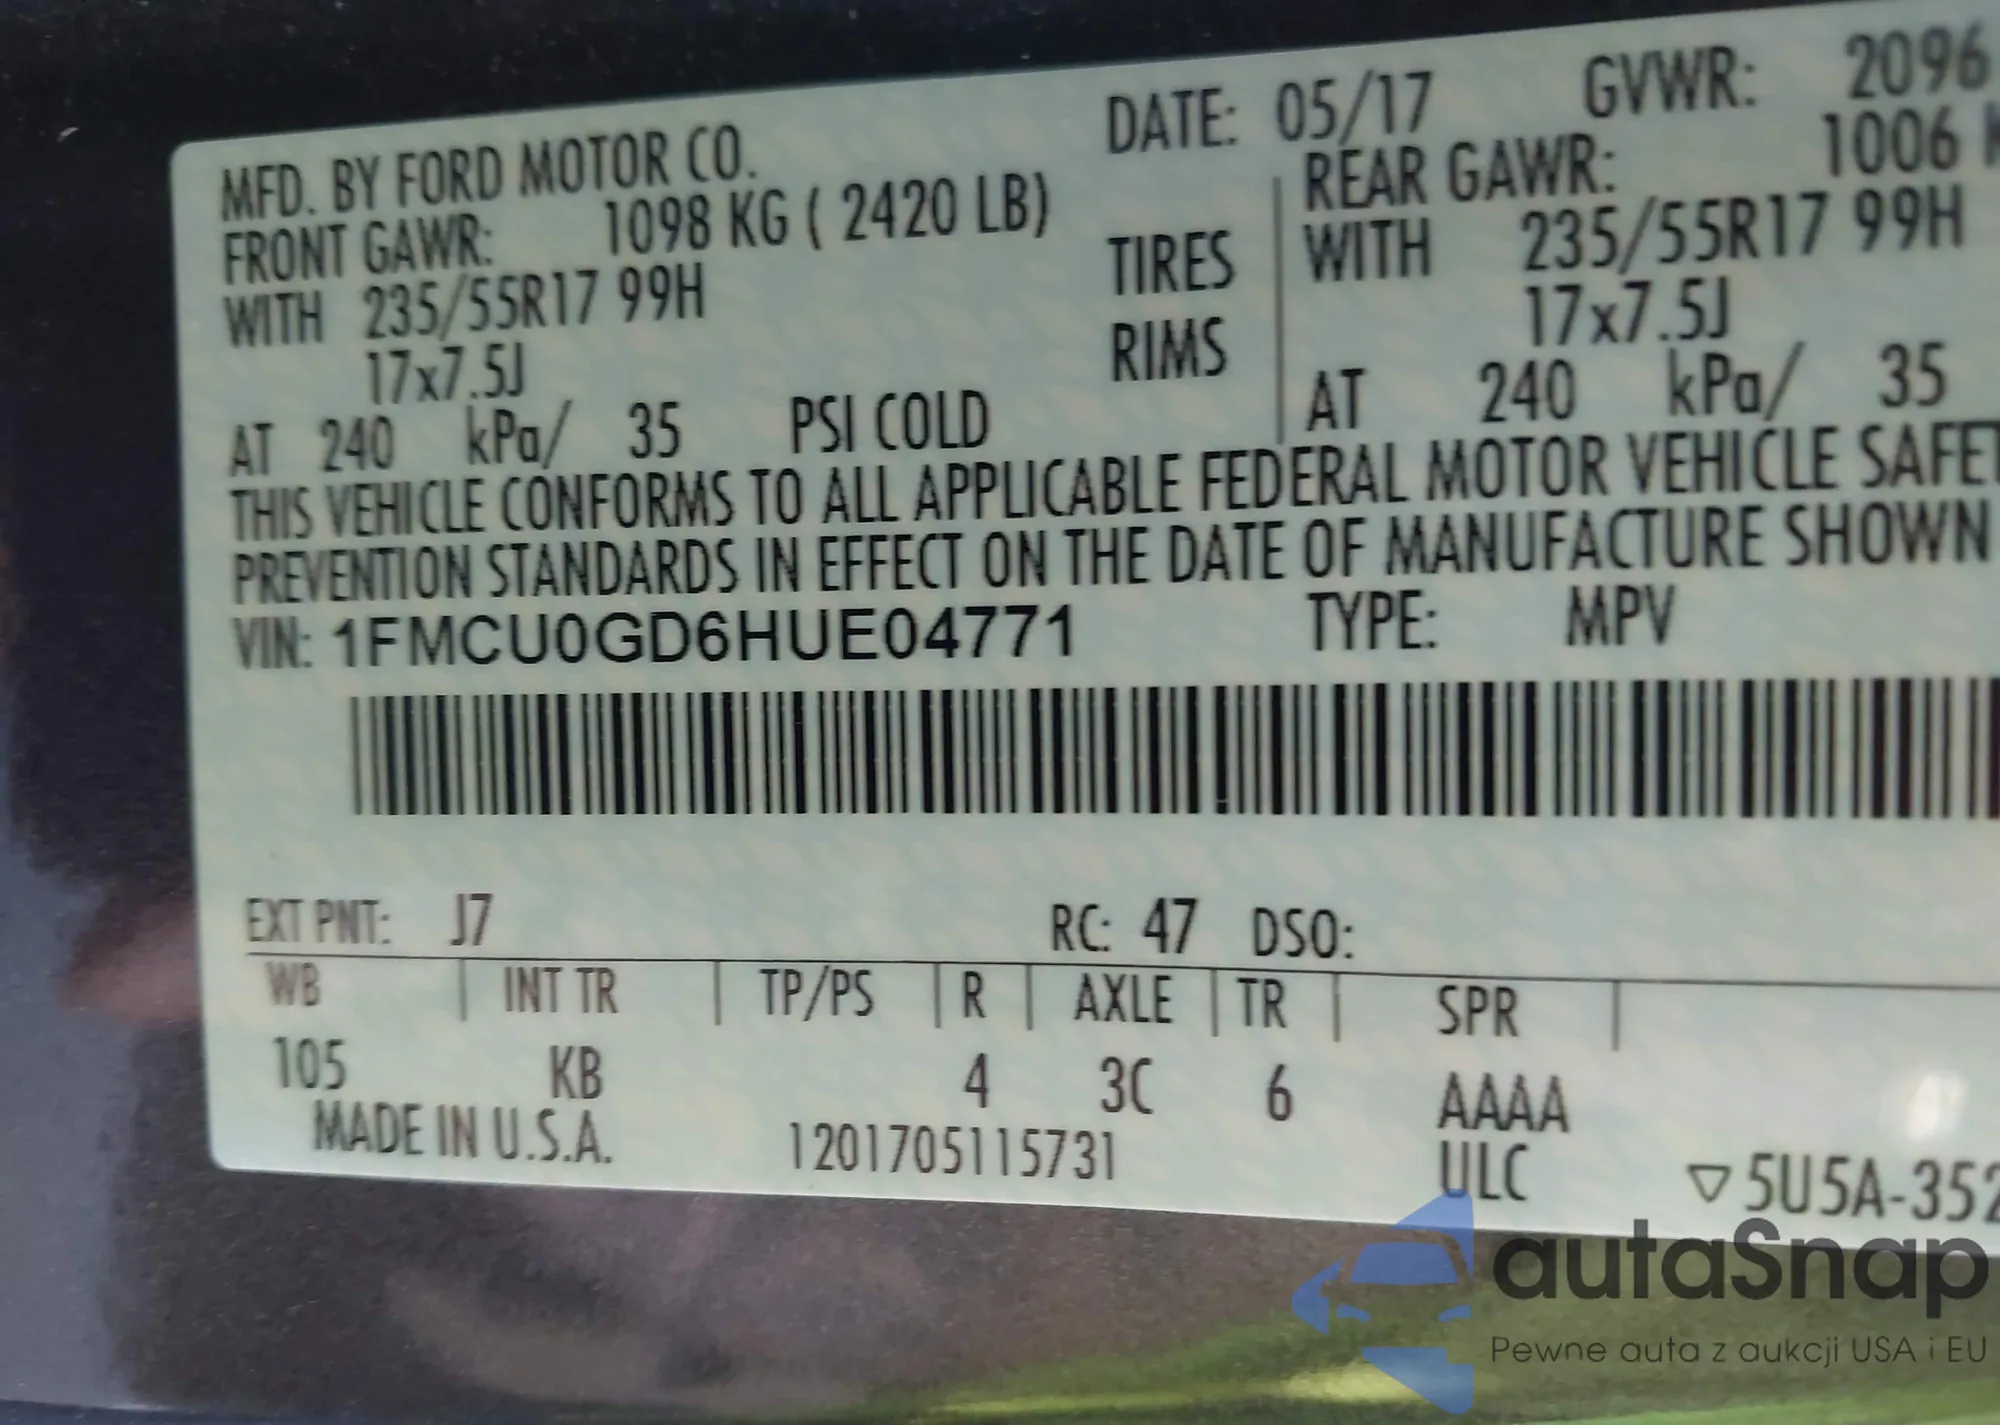 MFD. BY FORD MOTOR CO. DATE: 05/17 GVWR: 2096
FRONT GAWR: 1098 KG ( 2420 LB) REAR GAWR: 1006
WITH 235/55R17 99H TIRES WITH 235/55R17 99H
17x7.5J RIMS 17x7.5J
AT 240 kPa/ 35 PSI COLD AT 240 kPa/ 35
THIS VEHICLE CONFORMS TO ALL APPLICABLE FEDERAL MOTOR VEHICLE SAFET
PREVENTION STANDARDS IN EFFECT ON THE DATE OF MANUFACTURE SHOWN
VIN: 1FMCU0GD6HUE04771 TYPE: MPV
EXT PNT: J7 RC: 47 DSO:
WB | INT TR | TP/PS | R | AXLE | TR | SPR |
105 KB 4 3C 6 AAAA
MADE IN U.S.A. 1201705115731 ULC ▽5U5A-352
autaSnap
Pewne auta z aukcji USA i EU